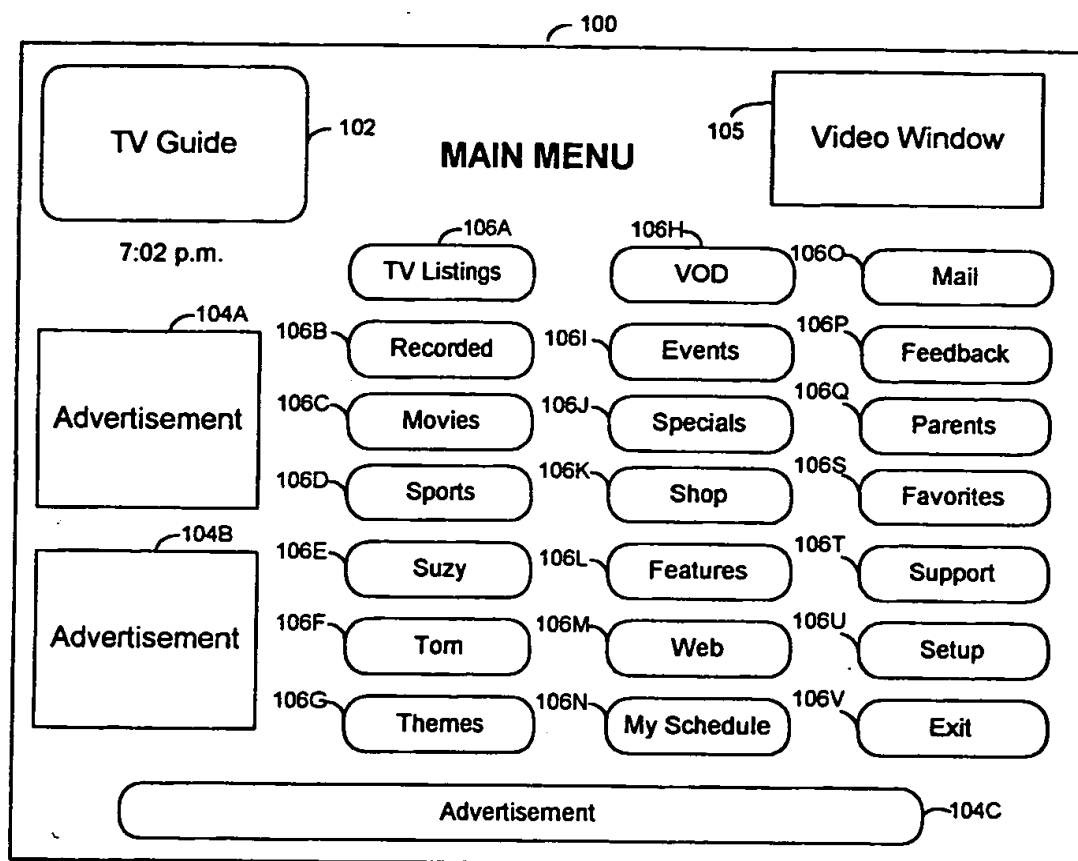 100
TV Guide
102
MAIN MENU
105
Video Window
7:02 p.m.
106A
TV Listings
106H
VOD
106O
Mail
104A
Advertisement
106B
Recorded
106I
Events
106P
Feedback
106C
Movies
106J
Specials
106Q
Parents
106D
Sports
106K
Shop
106S
Favorites
104B
Advertisement
106E
Suzy
106L
Features
106T
Support
106F
Tom
106M
Web
106U
Setup
106G
Themes
106N
My Schedule
106V
Exit
Advertisement
104C